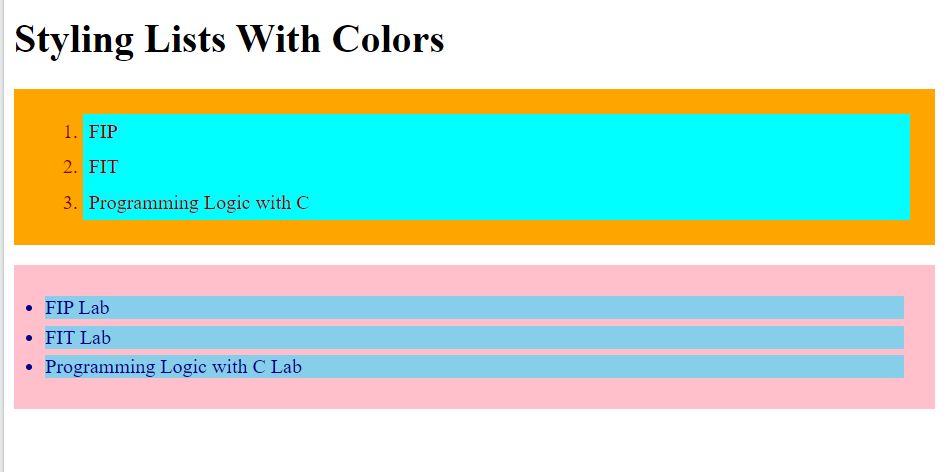 Styling Lists With Colors
1. FIP
2. FIT
3. Programming Logic with C
• FIP Lab
• FIT Lab
• Programming Logic with C Lab